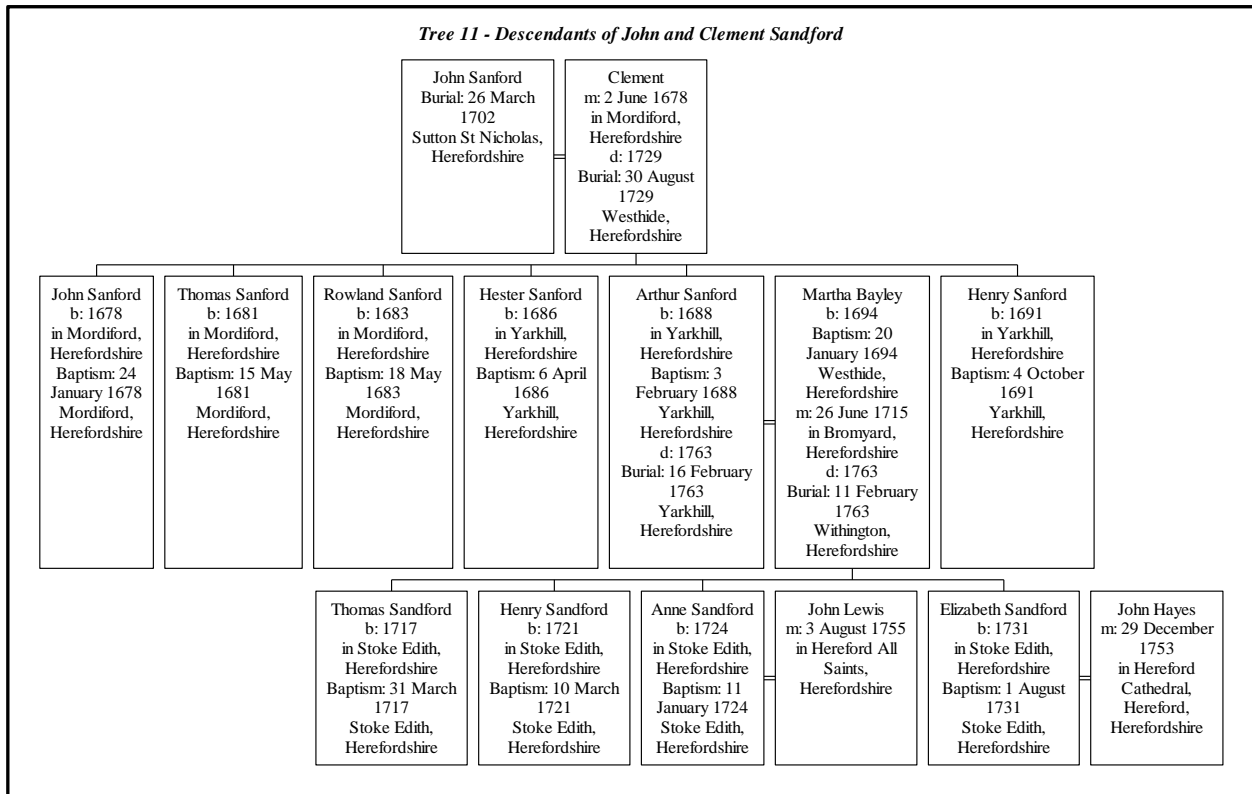 Tree 11 - Descendants of John and Clement Sandford
John Sanford
Burial: 26 March
1702
Sutton St Nicholas,
Herefordshire
Clement
m: 2 June 1678
in Mordiford,
Herefordshire
d: 1729
Burial: 30 August
1729
Westhide,
Herefordshire
John Sanford
b: 1678
in Mordiford,
Herefordshire
Baptism: 24
January 1678
Mordiford,
Herefordshire
Thomas Sanford
b: 1681
in Mordiford,
Herefordshire
Baptism: 15 May
1681
Mordiford,
Herefordshire
Rowland Sanford
b: 1683
in Mordiford,
Herefordshire
Baptism: 18 May
1683
Mordiford,
Herefordshire
Hester Sanford
b: 1686
in Yarkhill,
Herefordshire
Baptism: 6 April
1686
Yarkhill,
Herefordshire
Arthur Sanford
b: 1688
in Yarkhill,
Herefordshire
Baptism: 3
February 1688
Yarkhill,
Herefordshire
d: 1763
Burial: 16 February
1763
Yarkhill,
Herefordshire
Martha Bayley
b: 1694
Baptism: 20
January 1694
Westhide,
Herefordshire
m: 26 June 1715
in Bromyard,
Herefordshire
d: 1763
Burial: 11 February
1763
Withington,
Herefordshire
Henry Sanford
b: 1691
in Yarkhill,
Herefordshire
Baptism: 4 October
1691
Yarkhill,
Herefordshire
Thomas Sandford
b: 1717
in Stoke Edith,
Herefordshire
Baptism: 31 March
1717
Stoke Edith,
Herefordshire
Henry Sandford
b: 1721
in Stoke Edith,
Herefordshire
Baptism: 10 March
1721
Stoke Edith,
Herefordshire
Anne Sandford
b: 1724
in Stoke Edith,
Herefordshire
Baptism: 11
January 1724
Stoke Edith,
Herefordshire
John Lewis
m: 3 August 1755
in Hereford All
Saints,
Herefordshire
Elizabeth Sandford
b: 1731
in Stoke Edith,
Herefordshire
Baptism: 1 August
1731
Stoke Edith,
Herefordshire
John Hayes
m: 29 December
1753
in Hereford
Cathedral,
Hereford,
Herefordshire